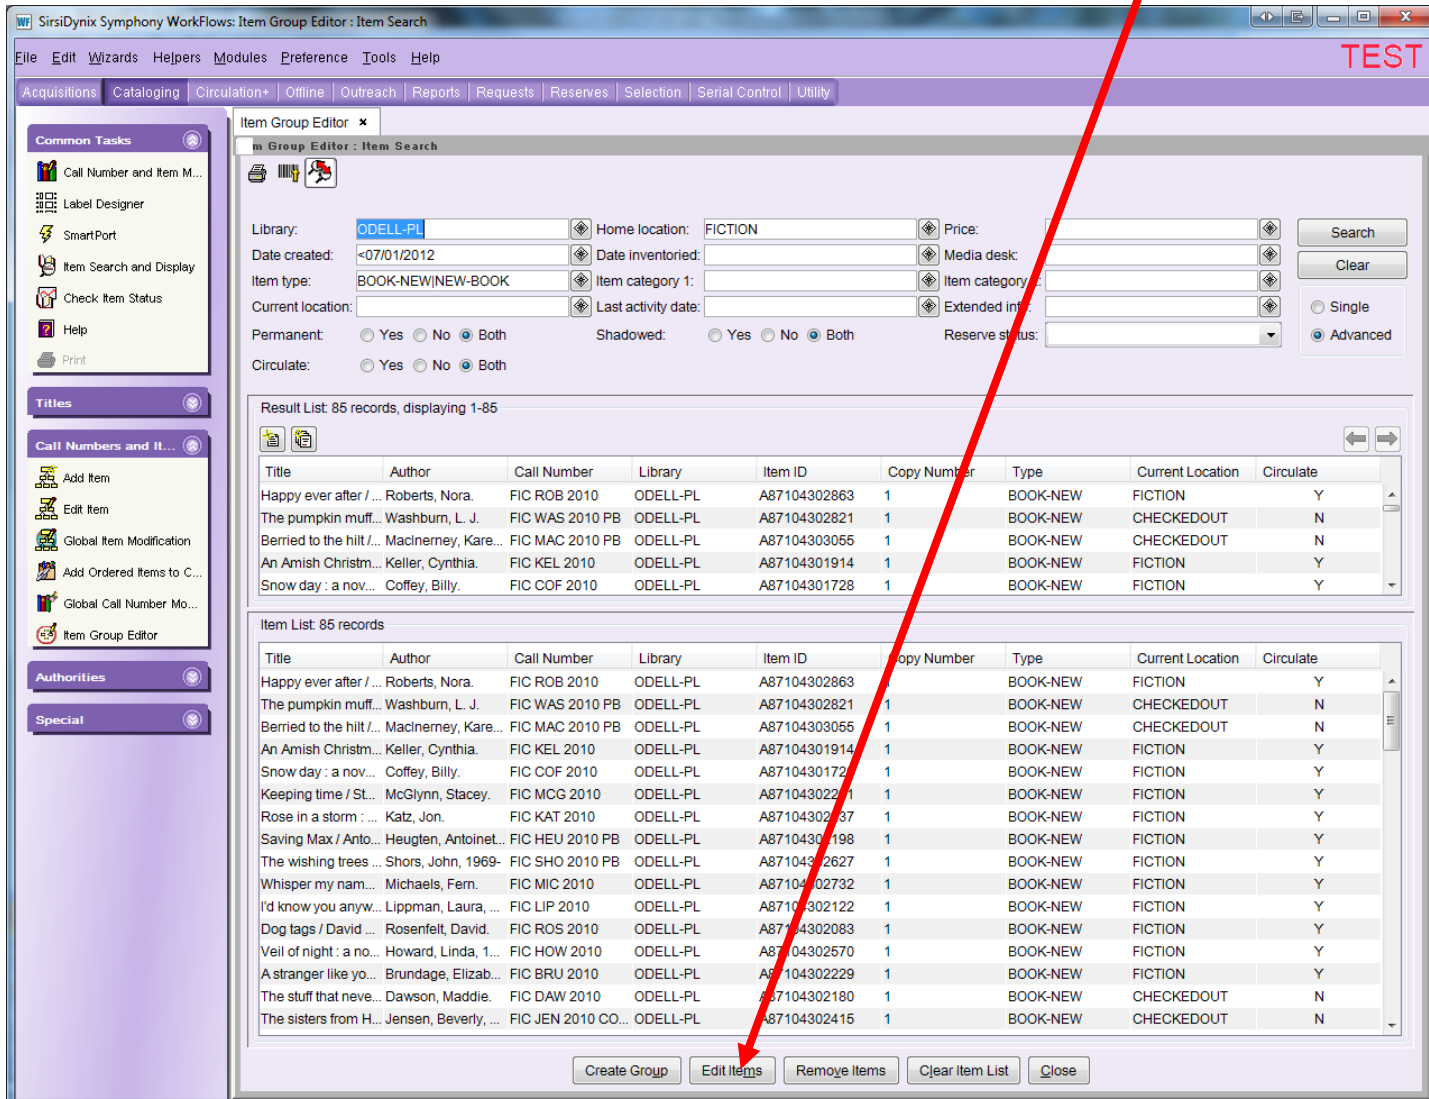 WF SirsiDynix Symphony WorkFlows: Item Group Editor : Item Search
File Edit Wizards Helpers Modules Preference Tools Help
TEST
Acquisitions Cataloging Circulation+ Offline Outreach Reports Requests Reserves Selection Serial Control Utility
Common Tasks
Call Number and Item M...
Label Designer
SmartPort
Item Search and Display
Check Item Status
Help
Print
Titles
Call Numbers and It...
Add Item
Edit Item
Global Item Modification
Add Ordered Items to C...
Global Call Number Mo...
Item Group Editor
Authorities
Special
Item Group Editor
m Group Editor : Item Search
Library: ODELL-PL Home location: FICTION Price: Search
Date created: <07/01/2012 Date inventoried: Media desk: Clear
Item type: BOOK-NEW|NEW-BOOK Item category 1: Item category
Current location: Last activity date: Extended info: Single
Permanent: Yes No Both Shadowed: Yes No Both Reserve status: Advanced
Circulate: Yes No Both
Result List: 85 records, displaying 1-85
Title Author Call Number Library Item ID Copy Number Type Current Location Circulate
Happy ever after / ... Roberts, Nora. FIC ROB 2010 ODELL-PL A87104302863 1 BOOK-NEW FICTION Y
The pumpkin muff... Washburn, L. J. FIC WAS 2010 PB ODELL-PL A87104302821 1 BOOK-NEW CHECKEDOUT N
Berried to the hilt /... MacInerney, Kare... FIC MAC 2010 PB ODELL-PL A87104303055 1 BOOK-NEW CHECKEDOUT N
An Amish Christm... Keller, Cynthia. FIC KEL 2010 ODELL-PL A87104301914 1 BOOK-NEW FICTION Y
Snow day : a nov... Coffey, Billy. FIC COF 2010 ODELL-PL A87104301728 1 BOOK-NEW FICTION Y
Item List: 85 records
Title Author Call Number Library Item ID Copy Number Type Current Location Circulate
Happy ever after / ... Roberts, Nora. FIC ROB 2010 ODELL-PL A87104302863 BOOK-NEW FICTION Y
The pumpkin muff... Washburn, L. J. FIC WAS 2010 PB ODELL-PL A87104302821 1 BOOK-NEW CHECKEDOUT N
Berried to the hilt /... MacInerney, Kare... FIC MAC 2010 PB ODELL-PL A87104303055 1 BOOK-NEW CHECKEDOUT N
An Amish Christm... Keller, Cynthia. FIC KEL 2010 ODELL-PL A87104301914 1 BOOK-NEW FICTION Y
Snow day : a nov... Coffey, Billy. FIC COF 2010 ODELL-PL A8710430172 1 BOOK-NEW FICTION Y
Keeping time / St... McGlynn, Stacey. FIC MCG 2010 ODELL-PL 1 BOOK-NEW FICTION Y
Rose in a storm : ... Katz, Jon. FIC KAT 2010 ODELL-PL 1 BOOK-NEW FICTION Y
Saving Max / Anto... Heugten, Antoinet... FIC HEU 2010 PB ODELL-PL 1 BOOK-NEW FICTION Y
The wishing trees ... Shors, John, 1969- FIC SHO 2010 PB ODELL-PL 1 BOOK-NEW FICTION Y
Whisper my nam... Michaels, Fern. FIC MIC 2010 ODELL-PL A87104302732 1 BOOK-NEW FICTION Y
I'd know you anyw... Lippman, Laura, ... FIC LIP 2010 ODELL-PL A87104302122 1 BOOK-NEW FICTION Y
Dog tags / David ... Rosenfelt, David. FIC ROS 2010 ODELL-PL A87104302083 1 BOOK-NEW FICTION Y
Veil of night : a no... Howard, Linda, 1... FIC HOW 2010 ODELL-PL A87104302570 1 BOOK-NEW FICTION Y
A stranger like yo... Brundage, Elizab... FIC BRU 2010 ODELL-PL A87104302229 1 BOOK-NEW FICTION Y
The stuff that neve... Dawson, Maddie. FIC DAW 2010 ODELL-PL A87104302180 1 BOOK-NEW CHECKEDOUT N
The sisters from H... Jensen, Beverly, ... FIC JEN 2010 CO... ODELL-PL A87104302415 1 BOOK-NEW CHECKEDOUT N
Create Group Edit Items Remove Items Clear Item List Close